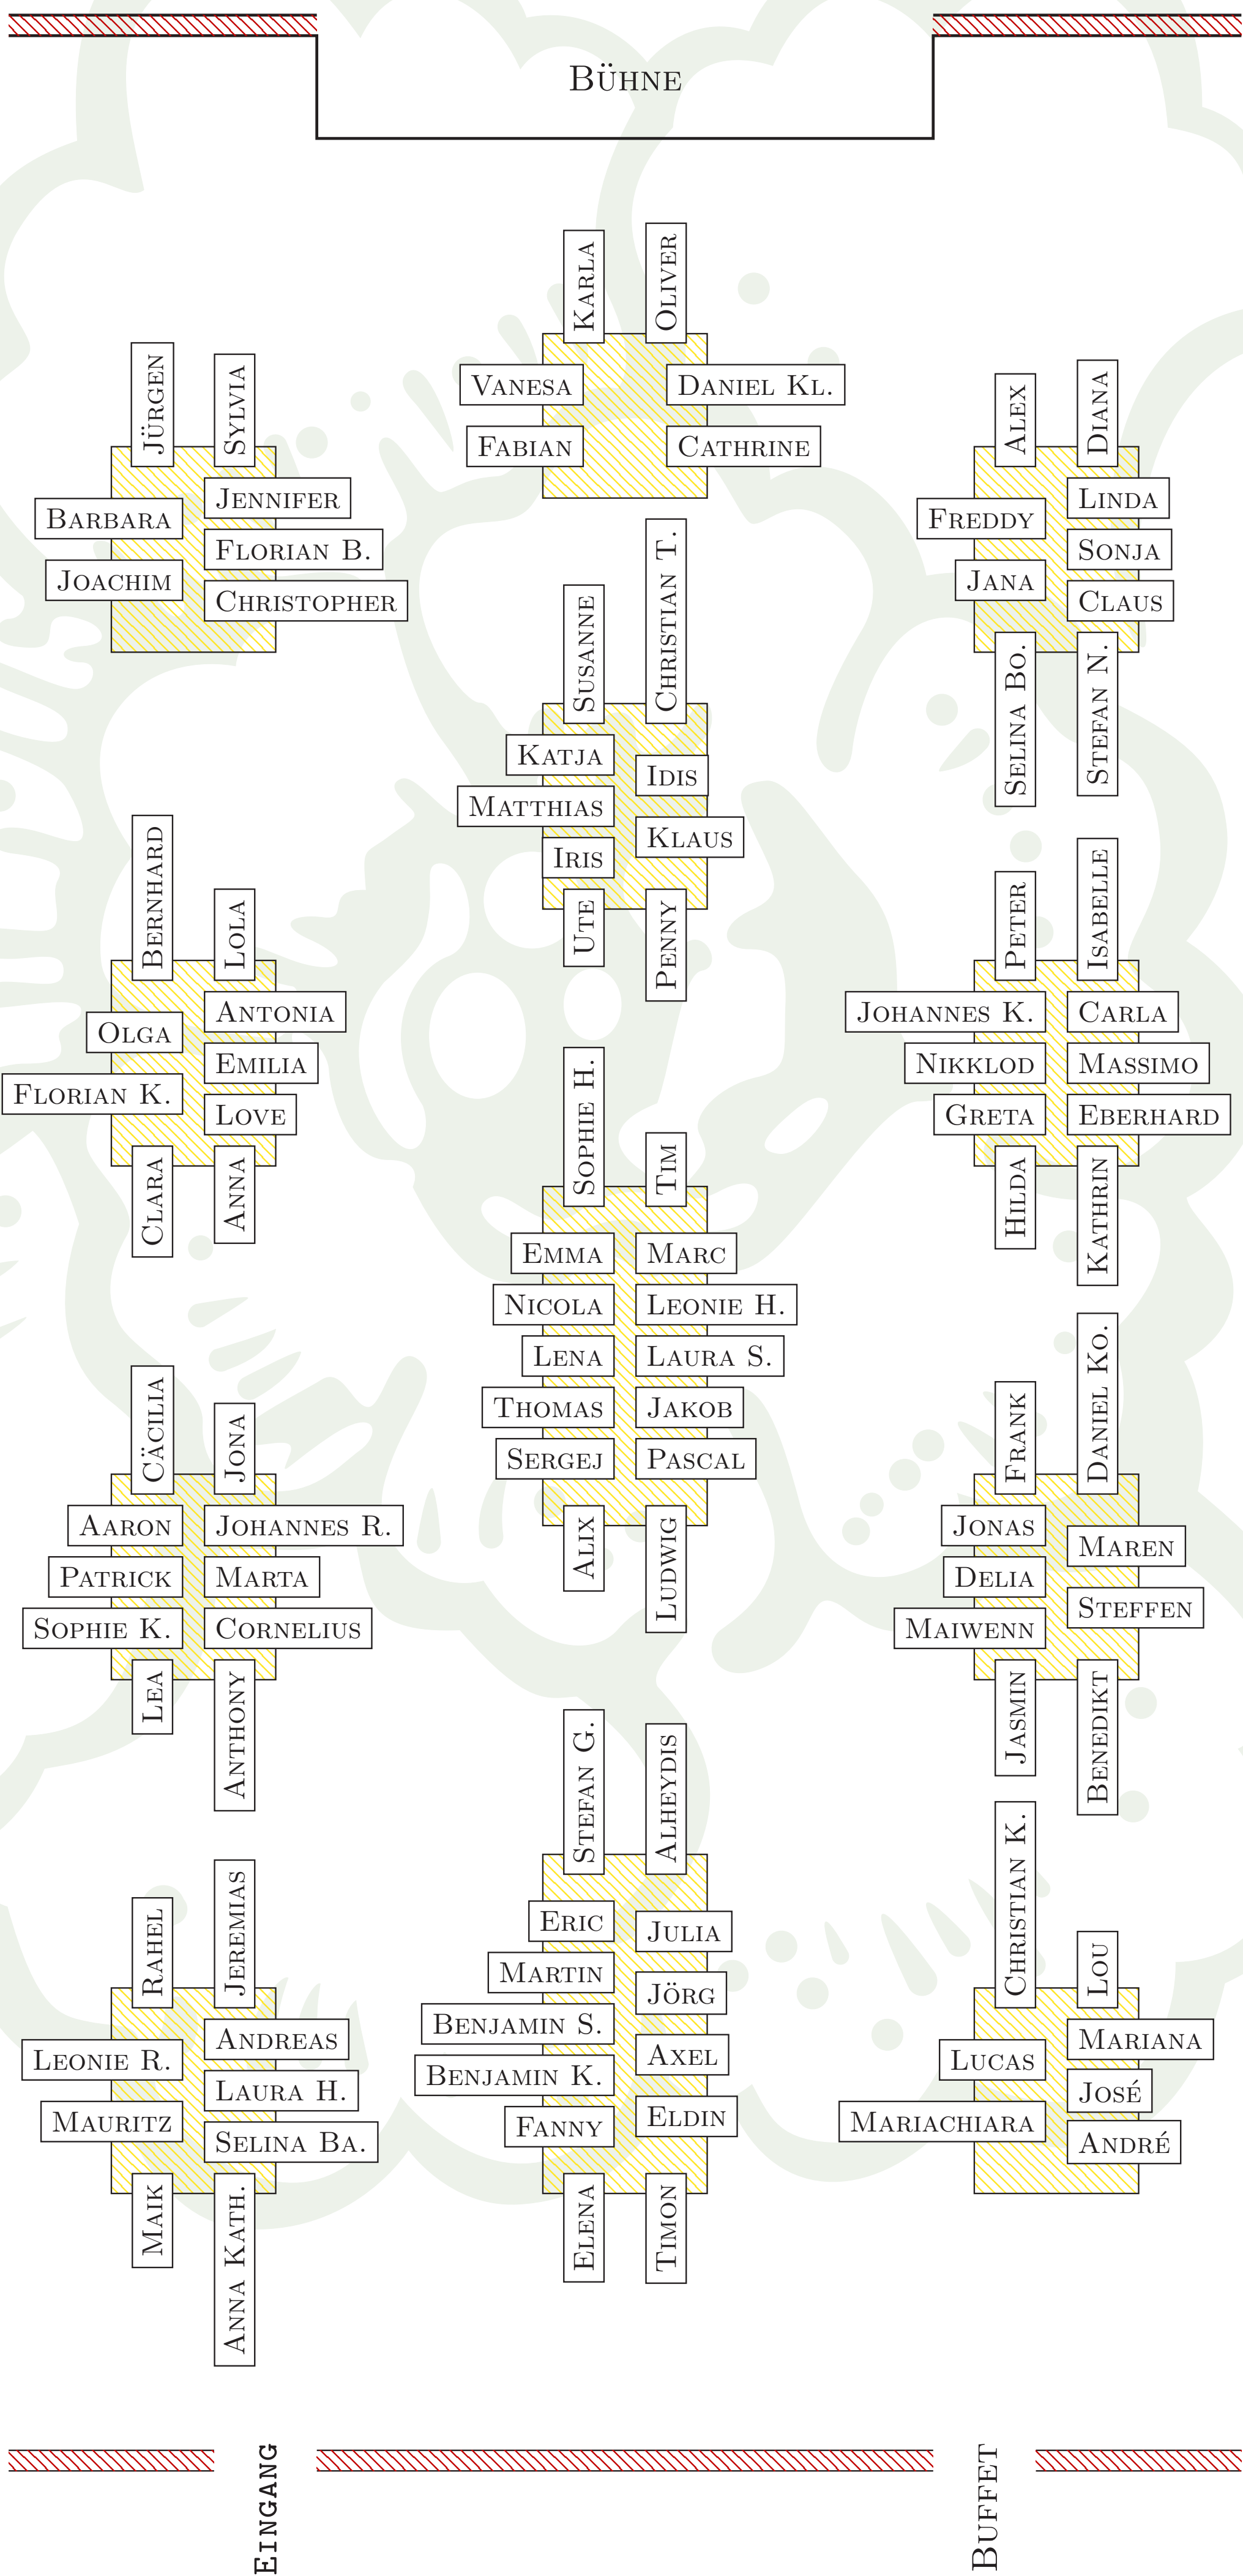 Bühne
Karla
Oliver
Vanesa
Daniel Kl.
Fabian
Cathrine
Jürgen
Sylvia
Barbara
Jennifer
Joachim
Florian B.
Christopher
Alex
Diana
Freddy
Linda
Jana
Sonja
Claus
Selina Bo.
Stefan N.
Susanne
Christian T.
Katja
Idis
Matthias
Klaus
Iris
Ute
Penny
Bernhard
Lola
Olga
Antonia
Florian K.
Emilia
Love
Clara
Anna
Peter
Isabelle
Johannes K.
Carla
Nikklod
Massimo
Greta
Eberhard
Hilda
Kathrin
Sophie H.
Tim
Emma
Marc
Nicola
Leonie H.
Lena
Laura S.
Thomas
Jakob
Sergej
Pascal
Alix
Ludwig
Cäcilia
Jona
Aaron
Johannes R.
Patrick
Marta
Sophie K.
Cornelius
Lea
Anthony
Frank
Daniel Ko.
Jonas
Maren
Delia
Steffen
Maiwenn
Jasmin
Benedikt
Stefan G.
Alheydis
Eric
Julia
Martin
Jörg
Benjamin S.
Axel
Benjamin K.
Eldin
Fanny
Elena
Timon
Rahel
Jeremias
Leonie R.
Andreas
Mauritz
Laura H.
Selina Ba.
Maik
Anna Kath.
Christian K.
Lou
Lucas
Mariana
Mariachiara
José
André
Eingang
Buffet